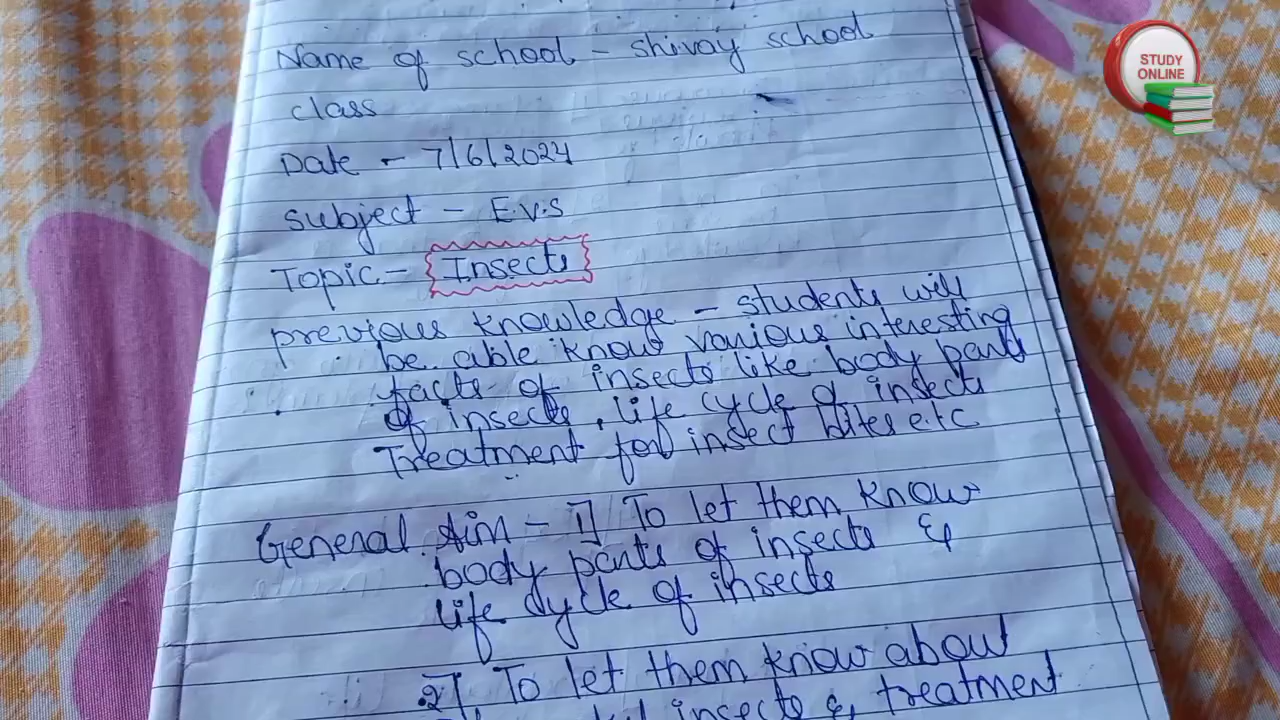 STUDY
ONLINE
Name of school - Shivay school
class
Date - 7/6/2024
Subject - E.V.S
Topic - Insects
previous knowledge - students will
be able know various interesting
facts of insects like body parts
of insects, life cycle of insects
Treatment for insect bites etc
General Aim - 1] To let them know
body parts of insects &
life cycle of insects
2] To let them know about
insects & treatment